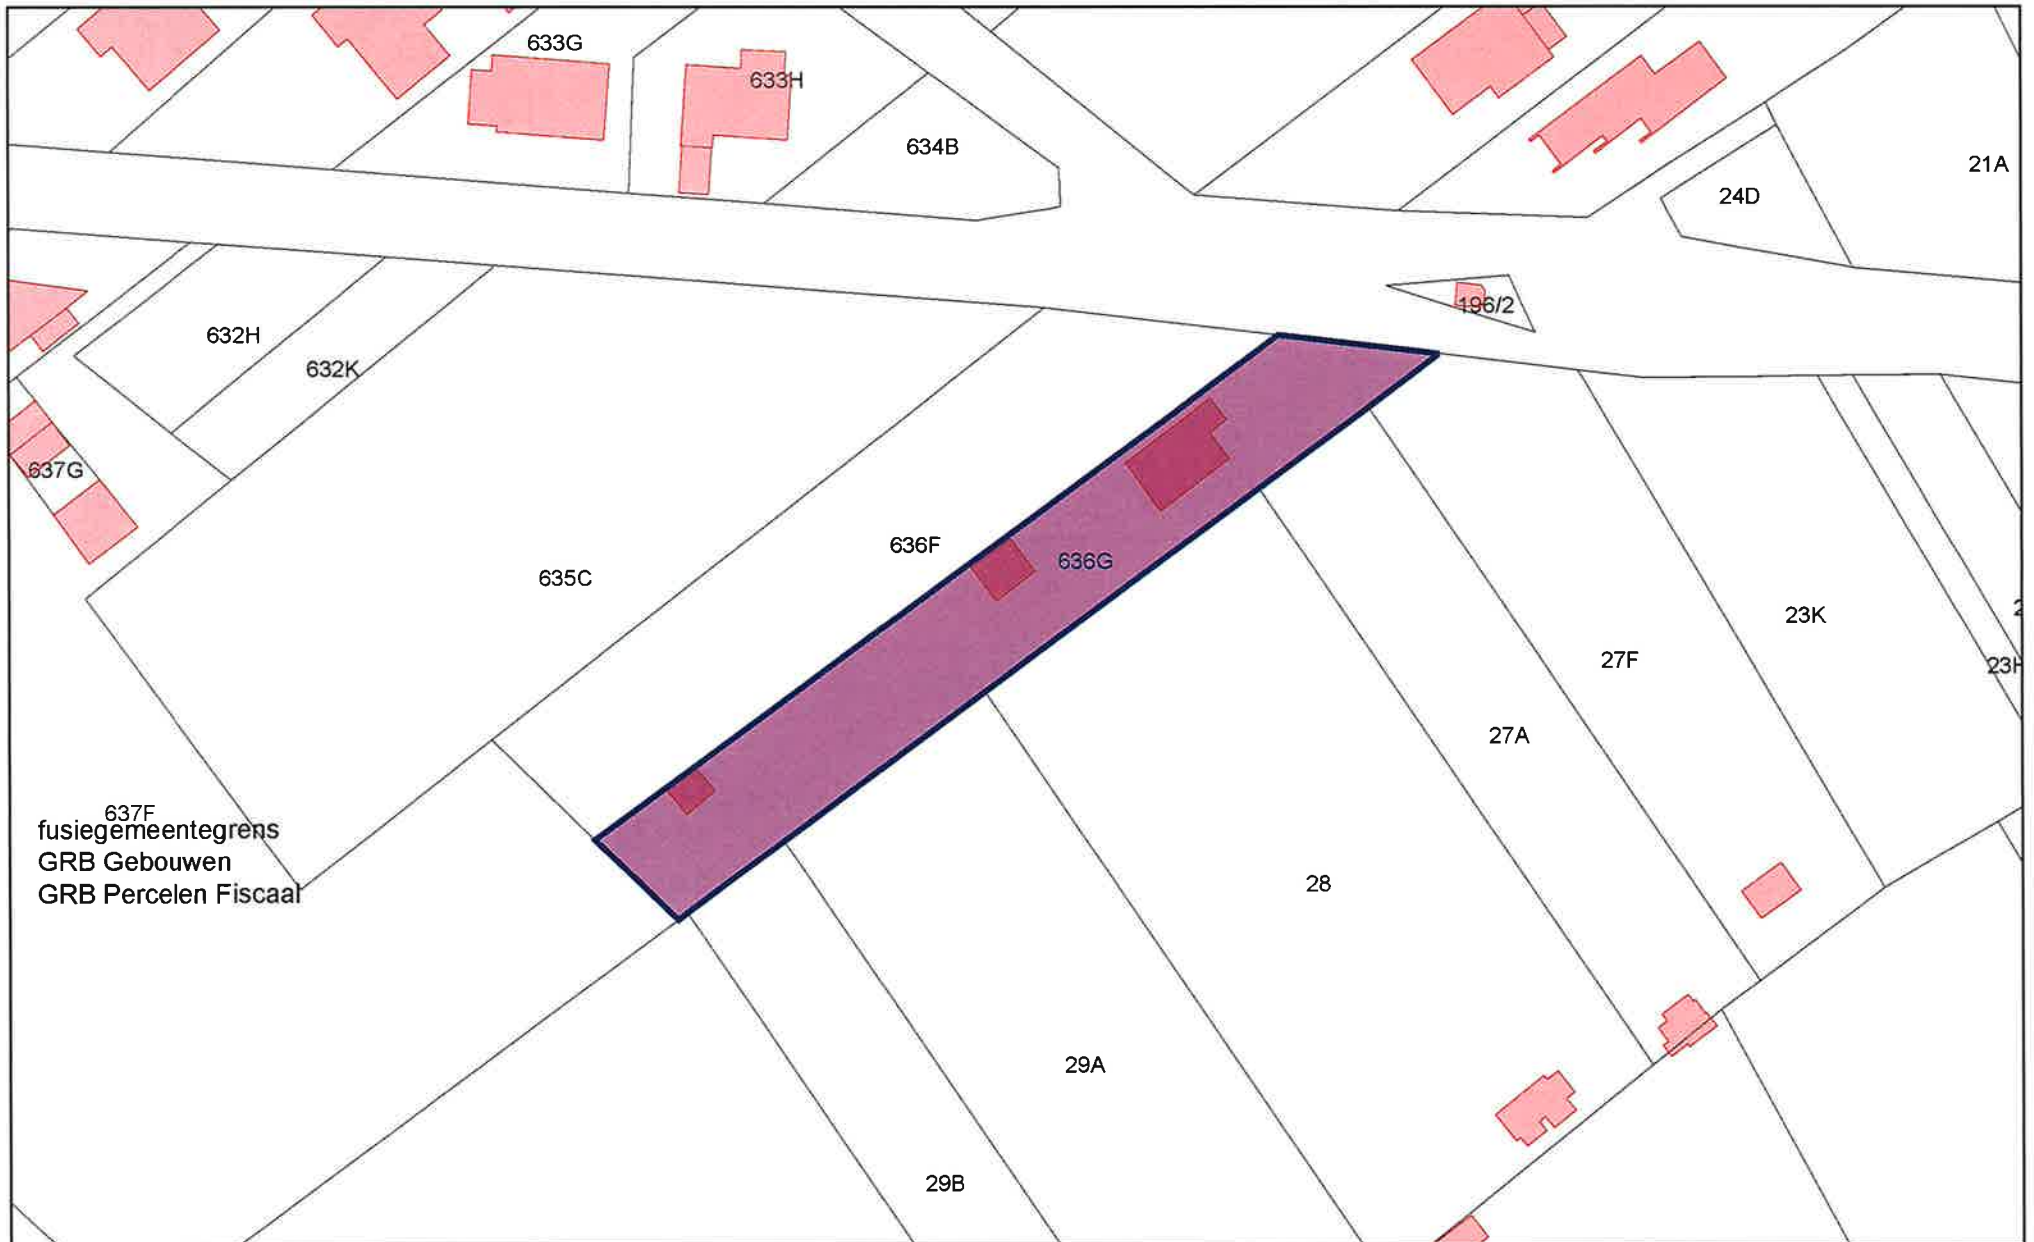 633G
633H
634B
21A
24D
196/2
632H
632K
637G
636F
636G
635C
23K
27F
23H
27A
637F
fusiegemeentegrens
GRB Gebouwen
GRB Percelen Fiscaal
28
29A
29B